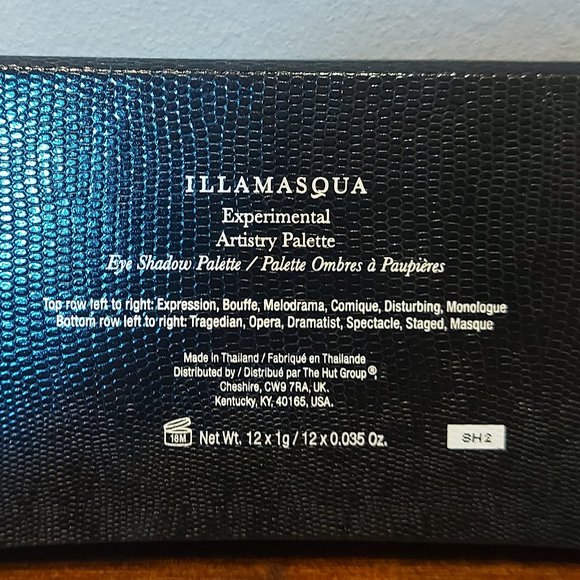 ILLAMASQUA
Experimental
Artistry Palette
Eye Shadow Palette / Palette Ombres à Paupières
Top row left to right: Expression, Bouffe, Melodrama, Comique, Disturbing, Monologue
Bottom row left to right: Tragedian, Opera, Dramatist, Spectacle, Staged, Masque
Made in Thailand / Fabriqué en Thaïlande
Distributed by / Distribué par The Hut Group®,
Cheshire, CW9 7RA, UK.
Kentucky, KY, 40165, USA.
18M Net Wt. 12 x 1g / 12 x 0.035 Oz. SH2